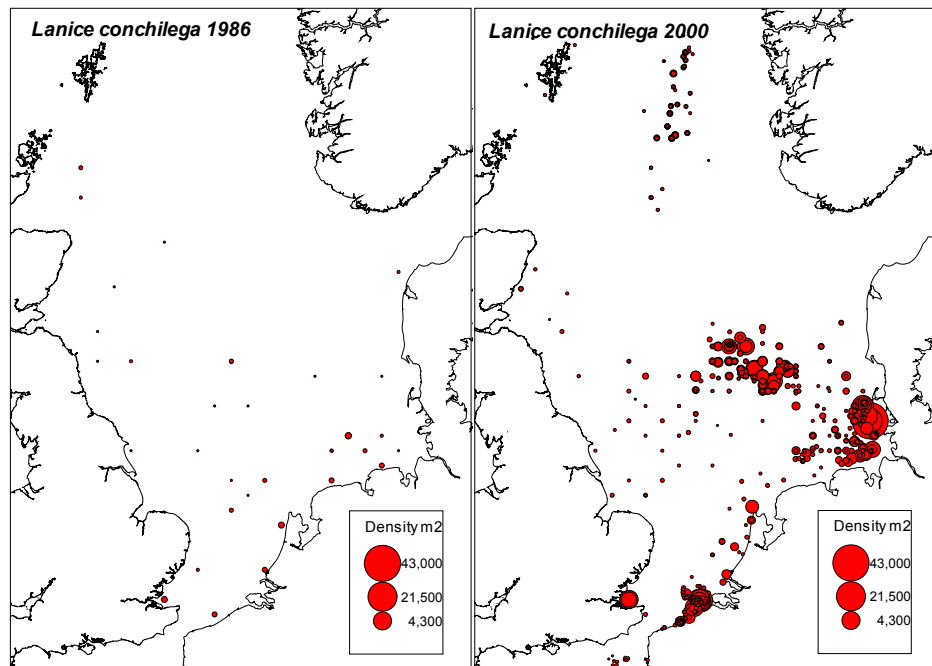 Lanice conchilega 1986
Density m2
43,000
21,500
4,300
Lanice conchilega 2000
Density m2
43,000
21,500
4,300